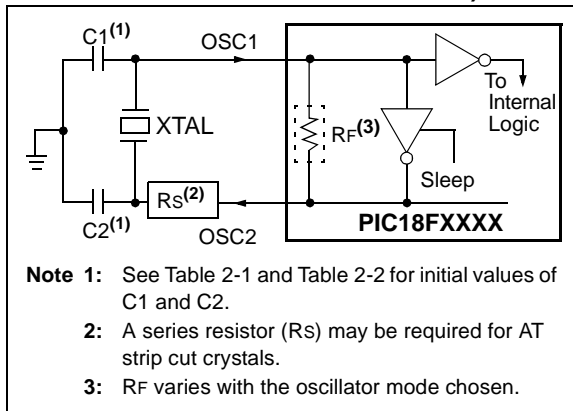 C1(1)
OSC1
To
Internal
Logic
XTAL
RF(3)
Sleep
RS(2)
C2(1)
OSC2
PIC18FXXXX
Note 1: See Table 2-1 and Table 2-2 for initial values of
C1 and C2.
2: A series resistor (RS) may be required for AT
strip cut crystals.
3: RF varies with the oscillator mode chosen.